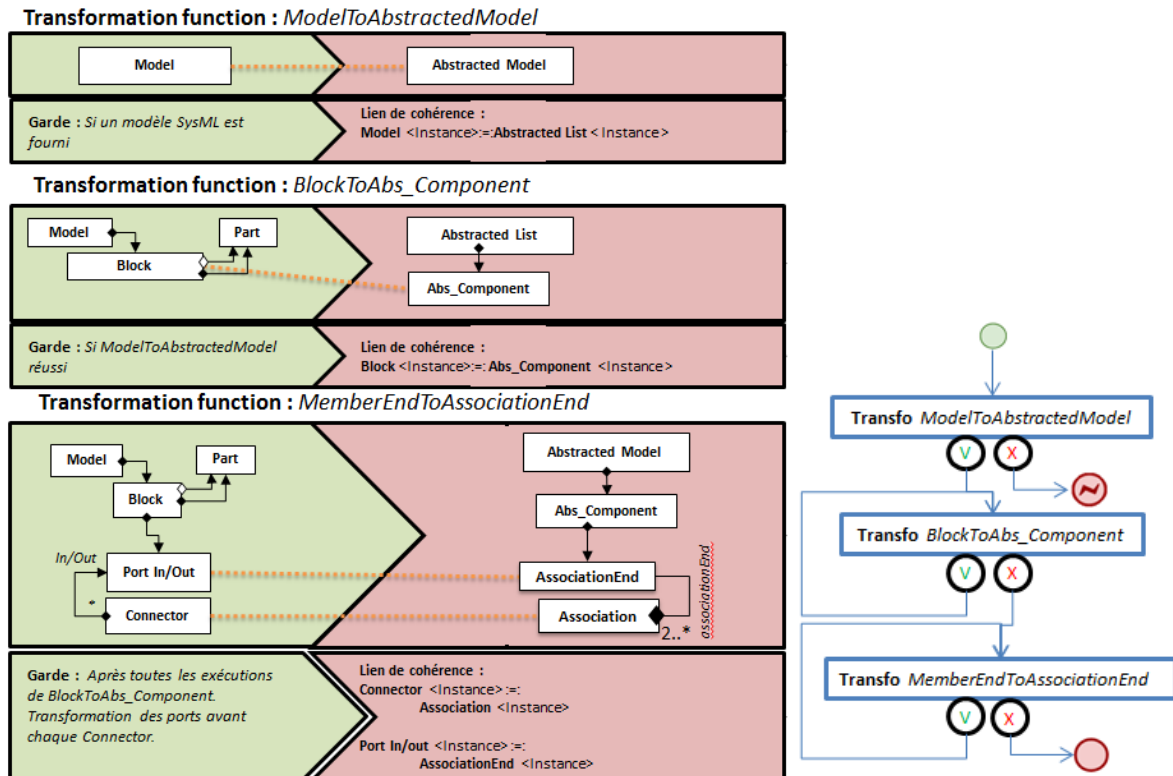 Transformation function : ModelToAbstractedModel
Model
Abstracted Model
Garde : Si un modèle SysML est
fourni
Lien de cohérence :
Model <Instance>:=:Abstracted List < Instance >
Transformation function : BlockToAbs_Component
Model
Part
Block
Abstracted List
Abs_Component
Garde : Si ModelToAbstractedModel
réussi
Lien de cohérence :
Block <Instance>:=: Abs_Component <Instance>
Transformation function : MemberEndToAssociationEnd
Model
Part
Block
In/Out
Port In/Out
*
Connector
Abstracted Model
Abs_Component
AssociationEnd
Association
2..*
associationEnd
Garde : Après toutes les exécutions
de BlockToAbs_Component.
Transformation des ports avant
chaque Connector.
Lien de cohérence :
Connector <Instance> :=:
Association <Instance>
Port In/out <Instance> :=:
AssociationEnd <Instance>
Transfo ModelToAbstractedModel
V X
Transfo BlockToAbs_Component
V X
Transfo MemberEndToAssociationEnd
V X